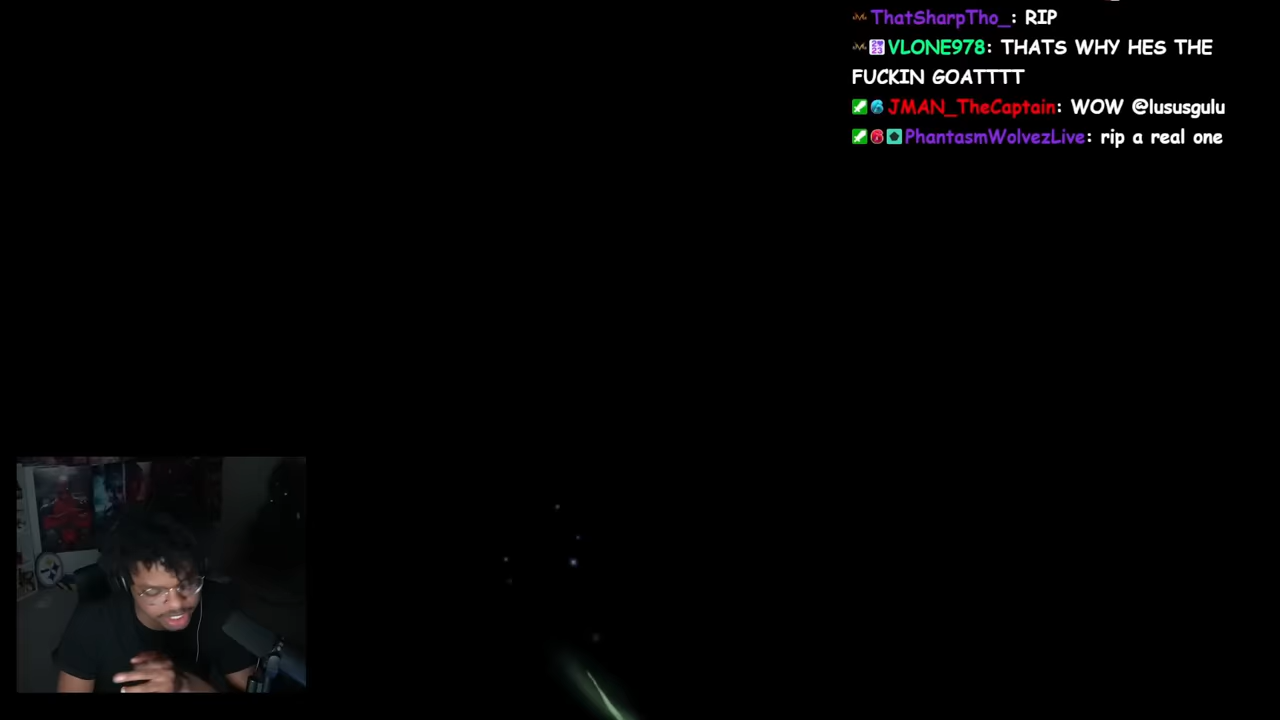 ThatSharpTho_: RIP
VLONE978: THATS WHY HES THE
FUCKIN GOATTTT
JMAN_TheCaptain: WOW @lususgulu
PhantasmWolvezLive: rip a real one